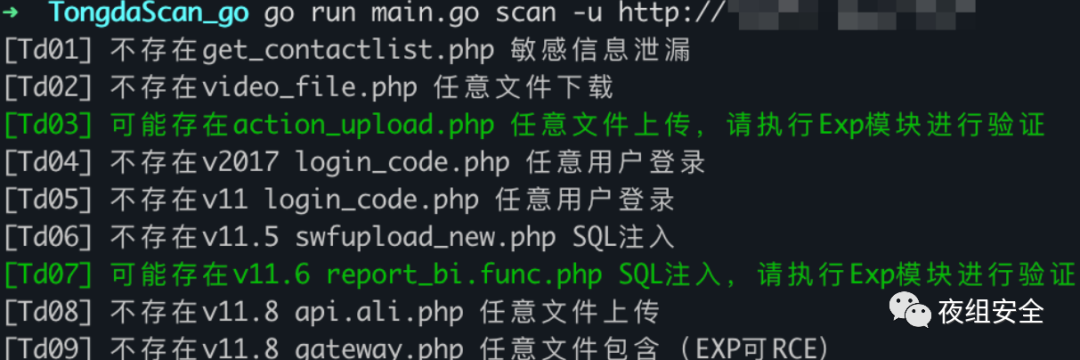 ➜ TongdaScan_go go run main.go scan -u http://
[Td01] 不存在get_contactlist.php 敏感信息泄漏
[Td02] 不存在video_file.php 任意文件下载
[Td03] 可能存在action_upload.php 任意文件上传，请执行Exp模块进行验证
[Td04] 不存在v2017 login_code.php 任意用户登录
[Td05] 不存在v11 login_code.php 任意用户登录
[Td06] 不存在v11.5 swfupload_new.php SQL注入
[Td07] 可能存在v11.6 report_bi.func.php SQL注入，请执行Exp模块进行验证
[Td08] 不存在v11.8 api.ali.php 任意文件上传
夜组安全
[Td09] 不存在v11.8 gateway.php 任意文件包含（EXP可RCE）